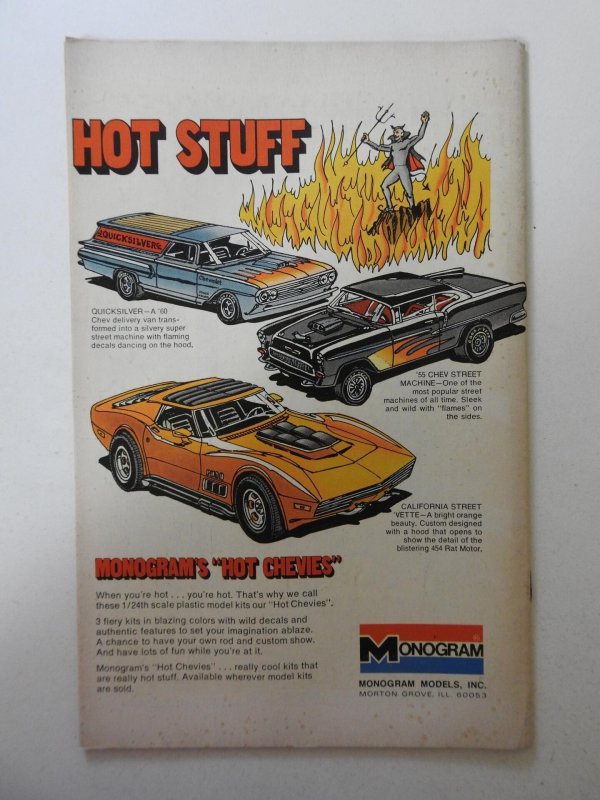 HOT STUFF
QUICKSILVER
Chevrolet
QUICKSILVER—A '60
Chev delivery van trans-
formed into a silvery super
street machine with flaming
decals dancing on the hood.
'55 CHEV STREET
MACHINE—One of the
most popular street
machines of all time. Sleek
and wild with "flames" on
the sides.
CALIFORNIA STREET
'VETTE—A bright orange
beauty. Custom designed
with a hood that opens to
show the detail of the
blistering 454 Rat Motor.
MONOGRAM'S "HOT CHEVIES"
When you're hot . . . you're hot. That's why we call
these 1/24th scale plastic model kits our "Hot Chevies".
3 fiery kits in blazing colors with wild decals and
authentic features to set your imagination ablaze.
A chance to have your own rod and custom show.
And have lots of fun while you're at it.
Monogram's "Hot Chevies" . . . really cool kits that
are really hot stuff. Available wherever model kits
are sold.
MONOGRAM
MONOGRAM MODELS, INC.
MORTON GROVE, ILL. 60053